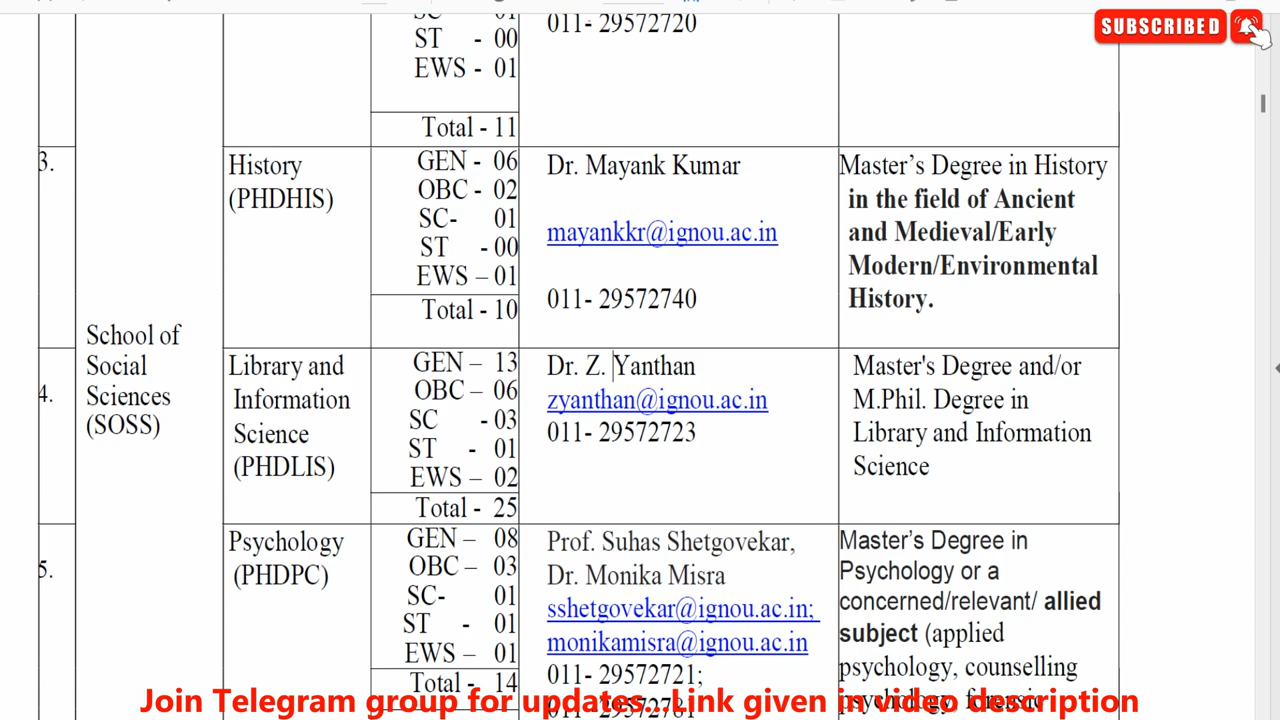 SC - 01
011- 29572720
SUBSCRIBED
ST - 00
EWS - 01
Total - 11
3.
History
(PHDHIS)
GEN - 06
OBC - 02
SC- 01
ST - 00
EWS – 01
Total - 10
Dr. Mayank Kumar
mayankkr@ignou.ac.in
011- 29572740
Master’s Degree in History
in the field of Ancient
and Medieval/Early
Modern/Environmental
History.
School of
Social
Sciences
(SOSS)
4.
Library and
Information
Science
(PHDLIS)
GEN – 13
OBC – 06
SC - 03
ST - 01
EWS – 02
Total - 25
Dr. Z. Yanthan
zyanthan@ignou.ac.in
011- 29572723
Master's Degree and/or
M.Phil. Degree in
Library and Information
Science
5.
Psychology
(PHDPC)
GEN – 08
OBC – 03
SC- 01
ST - 01
EWS – 01
Total - 14
Prof. Suhas Shetgovekar,
Dr. Monika Misra
sshetgovekar@ignou.ac.in;
monikamisra@ignou.ac.in
011- 29572721;
29572781
Master’s Degree in
Psychology or a
concerned/relevant/ allied
subject (applied
psychology, counselling
psychology, forensic
Join Telegram group for updates. Link given in video description